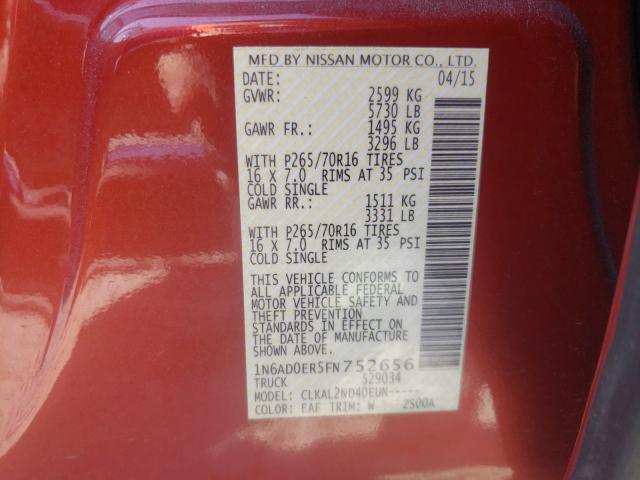 MFD BY NISSAN MOTOR CO., LTD.
DATE: 04/15
GVWR: 2599 KG
5730 LB
GAWR FR.: 1495 KG
3296 LB
WITH P265/70R16 TIRES
16 X 7.0 RIMS AT 35 PSI
COLD SINGLE
GAWR RR.: 1511 KG
3331 LB
WITH P265/70R16 TIRES
16 X 7.0 RIMS AT 35 PSI
COLD SINGLE
THIS VEHICLE CONFORMS TO
ALL APPLICABLE FEDERAL
MOTOR VEHICLE SAFETY AND
THEFT PREVENTION
STANDARDS IN EFFECT ON
THE DATE OF MANUFACTURE
SHOWN ABOVE.
1N6AD0ER5FN752656
TRUCK 529034
MODEL: CLKAL2ND40EUN-----
COLOR: EAF TRIM: W 2S00A